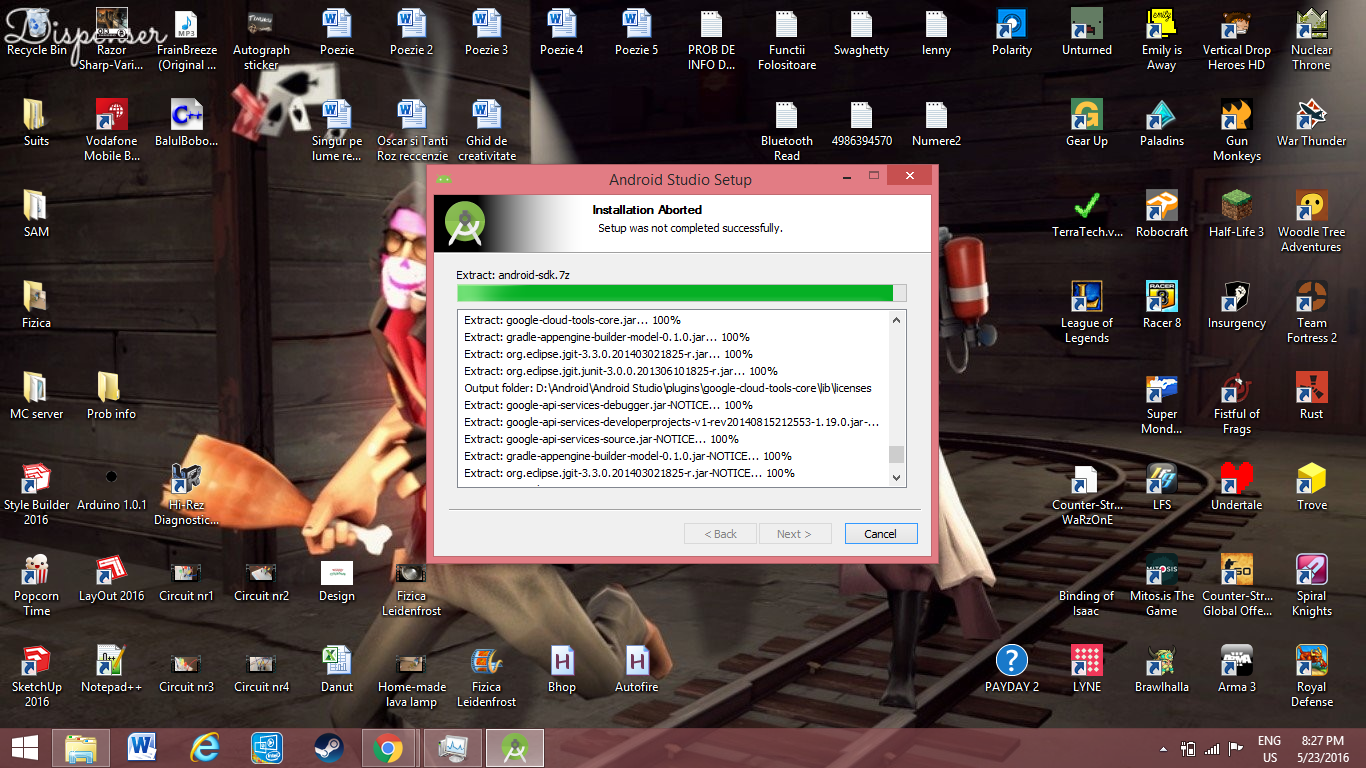 Dispenser
Recycle Bin
Razor Sharp-Vari...
FrainBreeze (Original ...
Autograph sticker
Poezie
Poezie 2
Poezie 3
Poezie 4
Poezie 5
PROB DE INFO D...
Functii Folositoare
Swaghetty
lenny
Polarity
Unturned
Emily is Away
Vertical Drop Heroes HD
Nuclear Throne
Suits
Vodafone Mobile B...
BalulBobo...
Singur pe lume re...
Oscar si Tanti Roz reccenzie
Ghid de creativitate
Bluetooth Read
4986394570
Numere2
Gear Up
Paladins
Gun Monkeys
War Thunder
SAM
TerraTech.v...
Robocraft
Half-Life 3
Woodle Tree Adventures
Fizica
League of Legends
Racer 8
Insurgency
Team Fortress 2
MC server
Prob info
Super Mond...
Fistful of Frags
Rust
Style Builder 2016
Arduino 1.0.1
Hi-Rez Diagnostic...
Counter-Str... WaRzOnE
LFS
Undertale
Trove
Popcorn Time
LayOut 2016
Circuit nr1
Circuit nr2
Design
Fizica Leidenfrost
Binding of Isaac
Mitos.is The Game
Counter-Str... Global Offe...
Spiral Knights
SketchUp 2016
Notepad++
Circuit nr3
Circuit nr4
Danut
Home-made lava lamp
Fizica Leidenfrost
Bhop
Autofire
PAYDAY 2
LYNE
Brawlhalla
Arma 3
Royal Defense
Android Studio Setup
Installation Aborted
Setup was not completed successfully.
Extract: android-sdk.7z
Extract: google-cloud-tools-core.jar... 100%
Extract: gradle-appengine-builder-model-0.1.0.jar... 100%
Extract: org.eclipse.jgit-3.3.0.201403021825-r.jar... 100%
Extract: org.eclipse.jgit.junit-3.0.0.201306101825-r.jar... 100%
Output folder: D:\Android\Android Studio\plugins\google-cloud-tools-core\lib\licenses
Extract: google-api-services-debugger.jar-NOTICE... 100%
Extract: google-api-services-developerprojects-v1-rev20140815212553-1.19.0.jar-...
Extract: google-api-services-source.jar-NOTICE... 100%
Extract: gradle-appengine-builder-model-0.1.0.jar-NOTICE... 100%
Extract: org.eclipse.jgit-3.3.0.201403021825-r.jar-NOTICE... 100%
< Back
Next >
Cancel
ENG
US
8:27 PM
5/23/2016